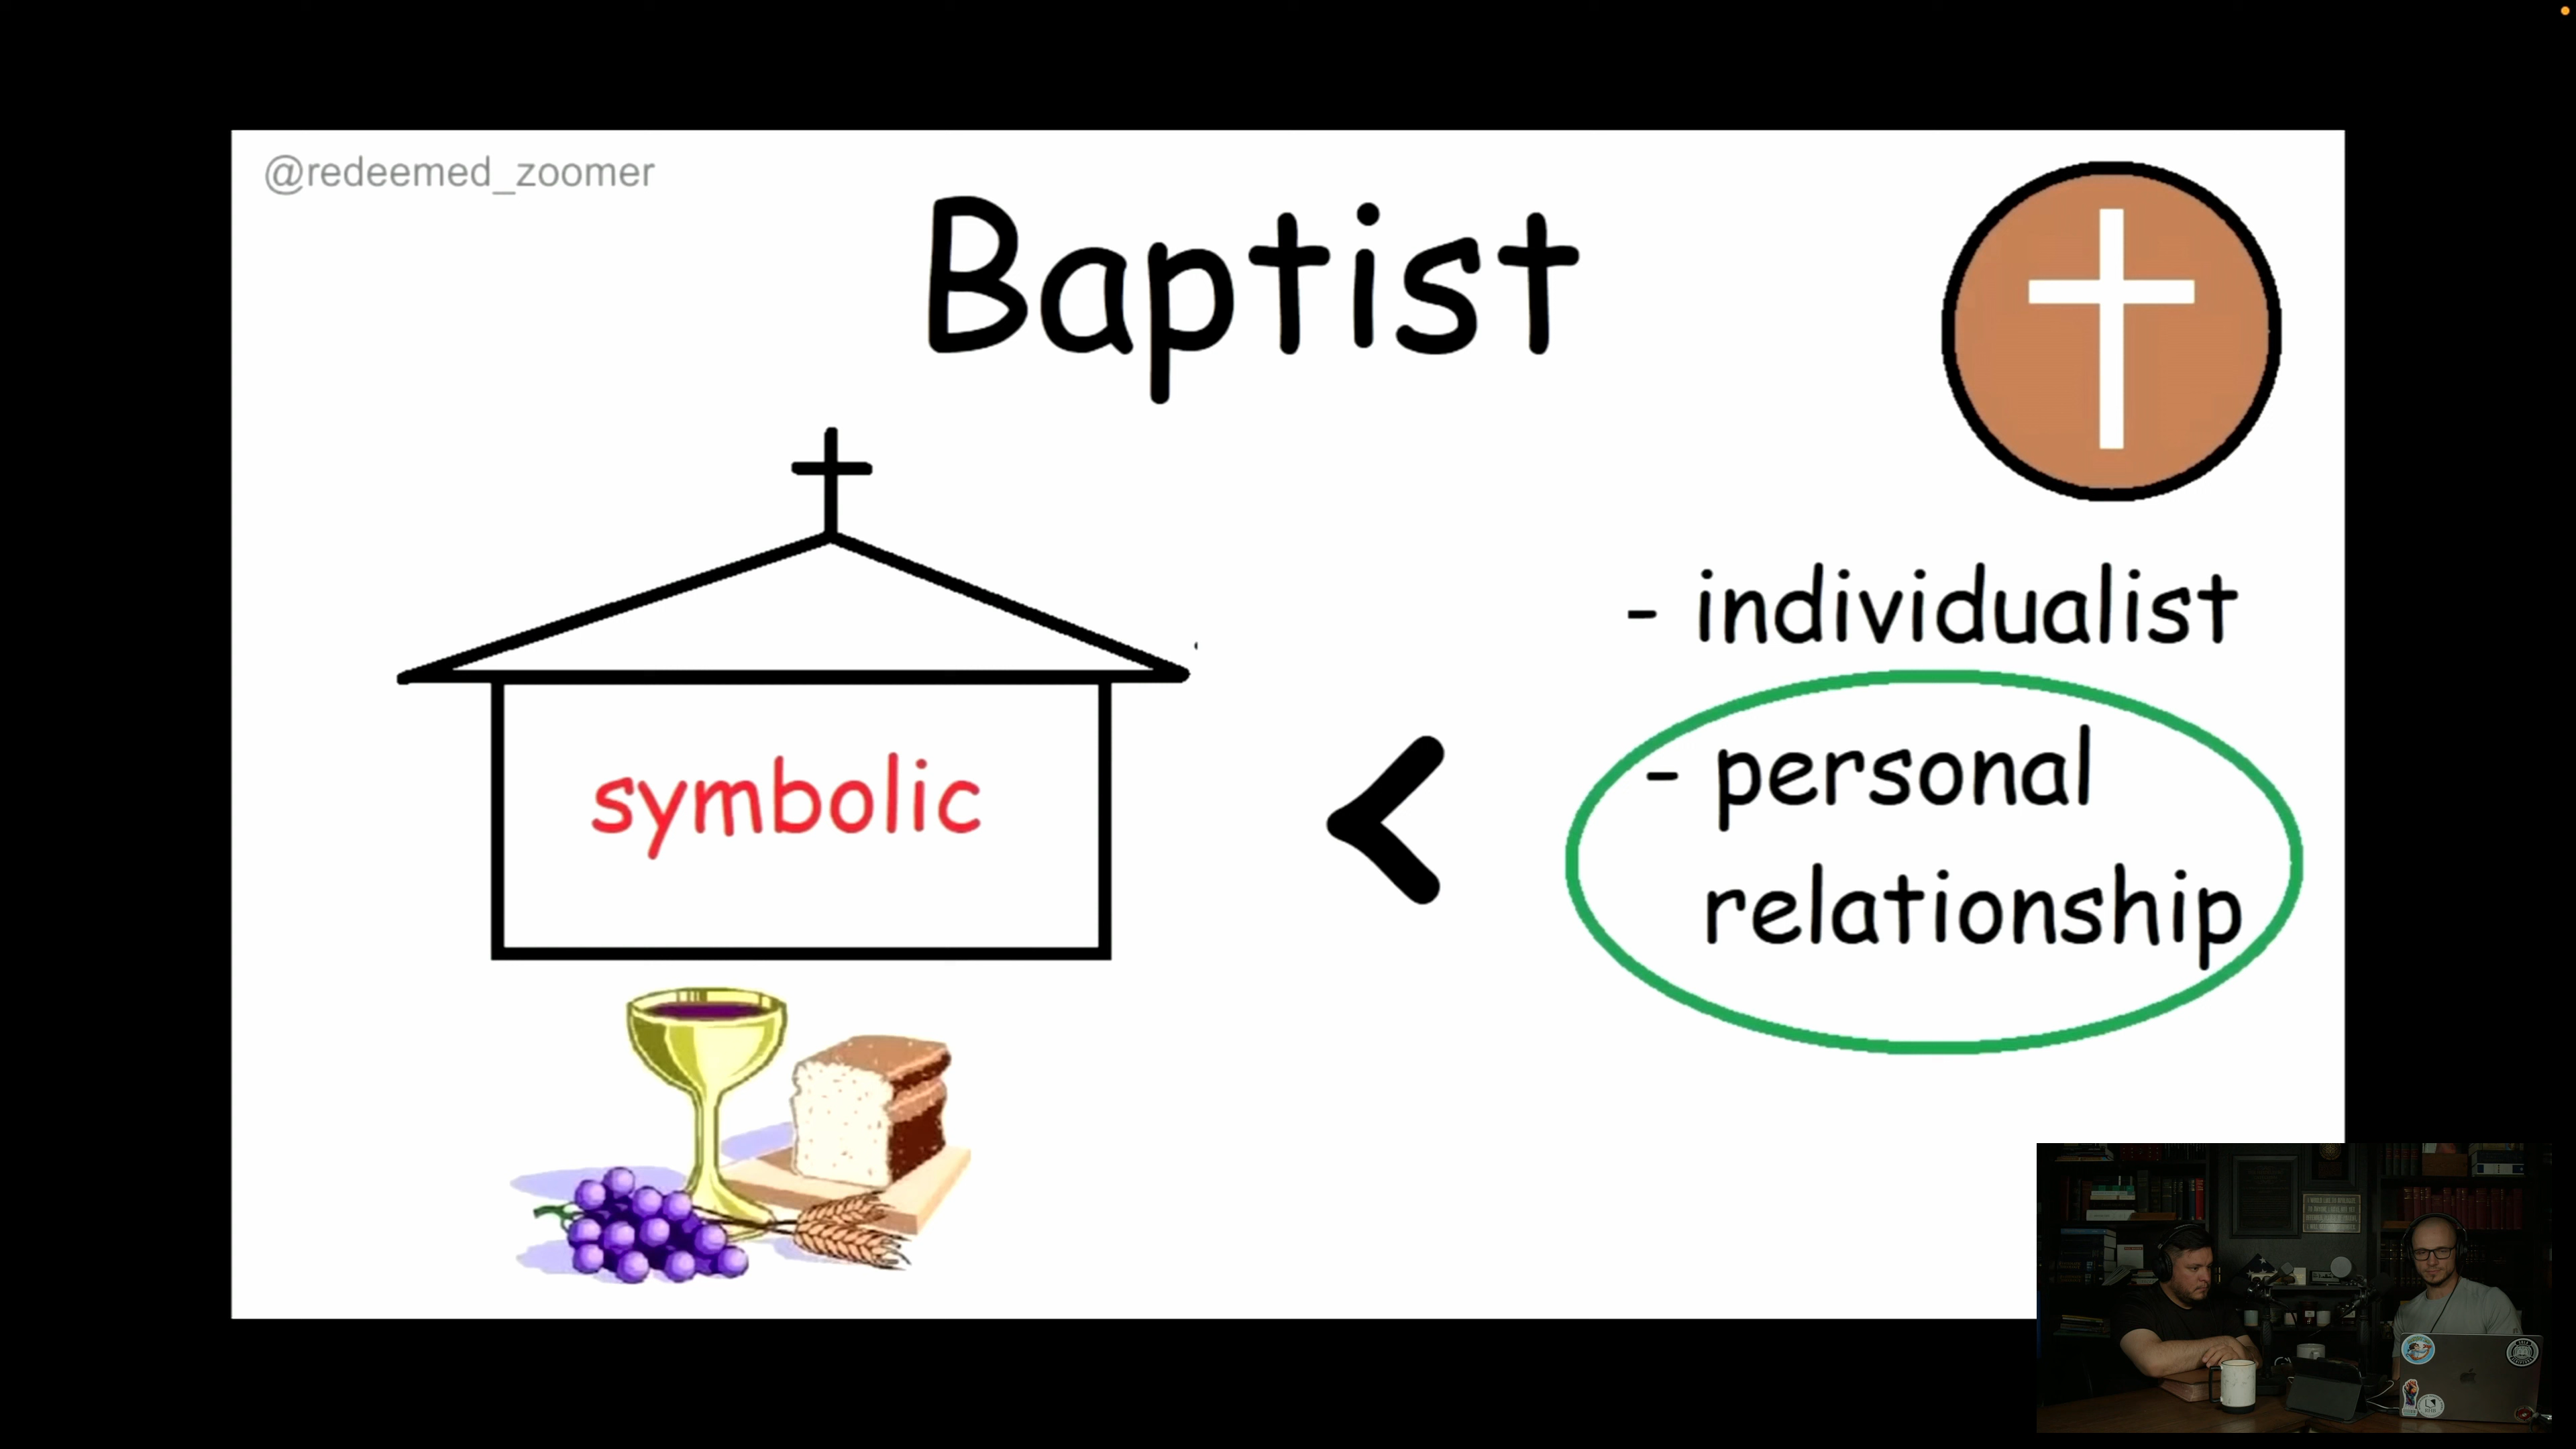 @redeemed_zoomer
Baptist
- individualist
symbolic
<
- personal
relationship